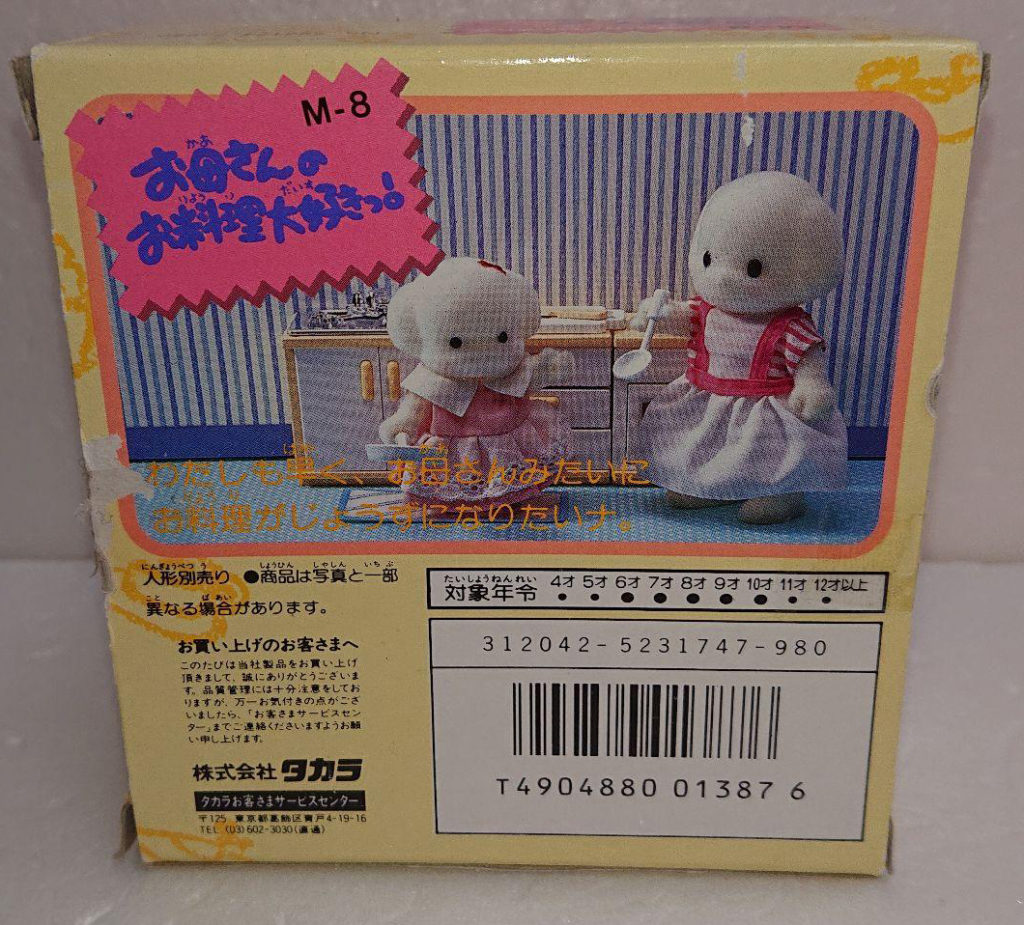 M-8
お母さんの
お料理大好きっ!
わたしも早く、お母さんみたいに
お料理がじょうずになりたいナ。
人形別売り ●商品は写真と一部
異なる場合があります。
お買い上げのお客さまへ
このたびは当社製品をお買い上げ
頂きまして、誠にありがとうございま
す。品質管理には十分注意をしてお
りますが、万一お気付きの点がござ
いましたら、「お客さまサービスセン
ター」までご連絡くださいますようお願
い申し上げます。
株式会社タカラ
タカラお客さまサービスセンター
〒125 東京都葛飾区青戸4-19-16
TEL (03)602-3030(直通)
対象年令 4才 5才 6才 7才 8才 9才 10才 11才 12才以上
312042-5231747-980
T4904880 01387 6